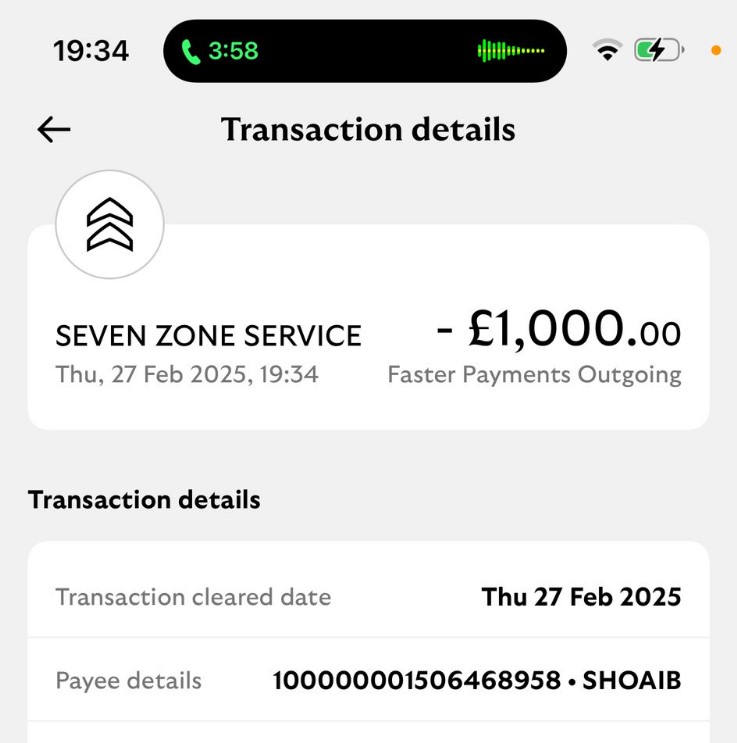 19:34 3:58
Transaction details
SEVEN ZONE SERVICE - £1,000.00
Thu, 27 Feb 2025, 19:34 Faster Payments Outgoing
Transaction details
Transaction cleared date Thu 27 Feb 2025
Payee details 100000001506468958 • SHOAIB